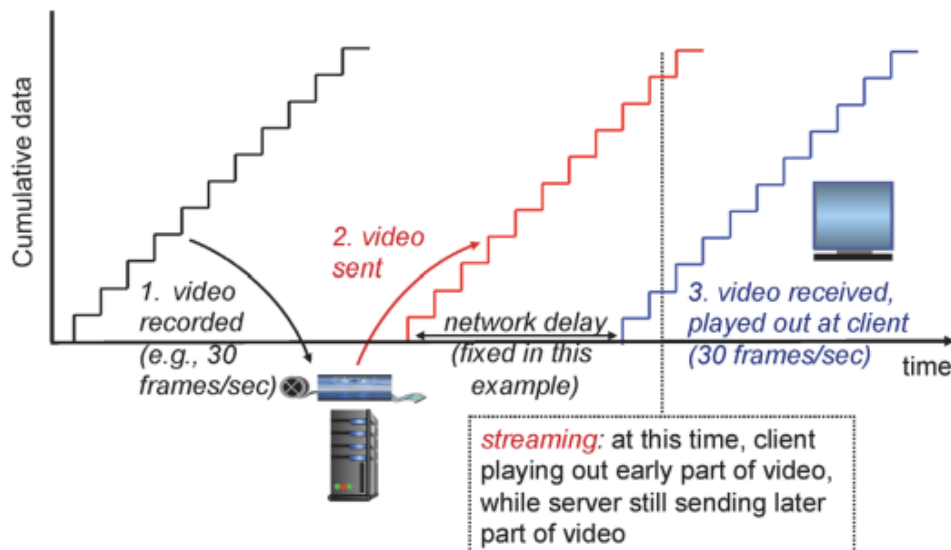 Cumulative data
1. video
recorded
(e.g., 30
frames/sec)
2. video
sent
network delay
(fixed in this
example)
3. video received,
played out at client
(30 frames/sec)
time
streaming: at this time, client
playing out early part of video,
while server still sending later
part of video